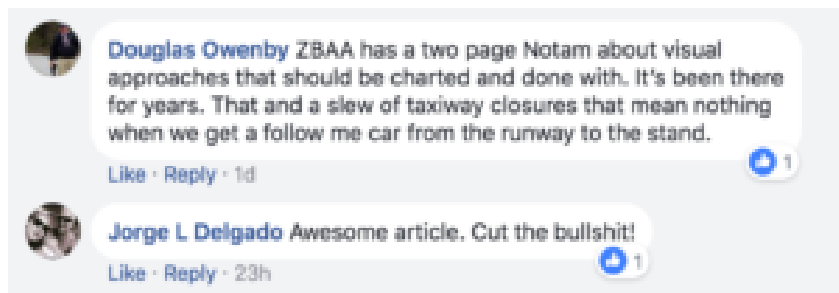 Douglas Owenby ZBAA has a two page Notam about visual
approaches that should be charted and done with. It's been there
for years. That and a slew of taxiway closures that mean nothing
when we get a follow me car from the runway to the stand.
1
Like · Reply · 1d
Jorge L Delgado Awesome article. Cut the bullshit!
1
Like · Reply · 23h